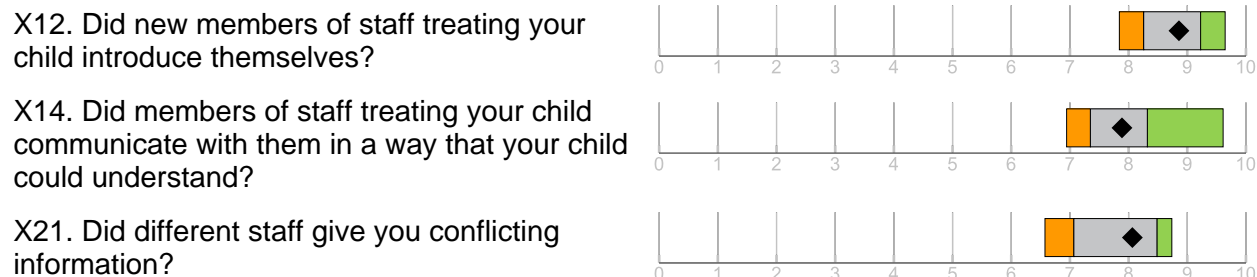 X12. Did new members of staff treating your
child introduce themselves?
0 1 2 3 4 5 6 7 8 9 10
X14. Did members of staff treating your child
communicate with them in a way that your child
could understand?
0 1 2 3 4 5 6 7 8 9 10
X21. Did different staff give you conflicting
information?
0 1 2 3 4 5 6 7 8 9 10